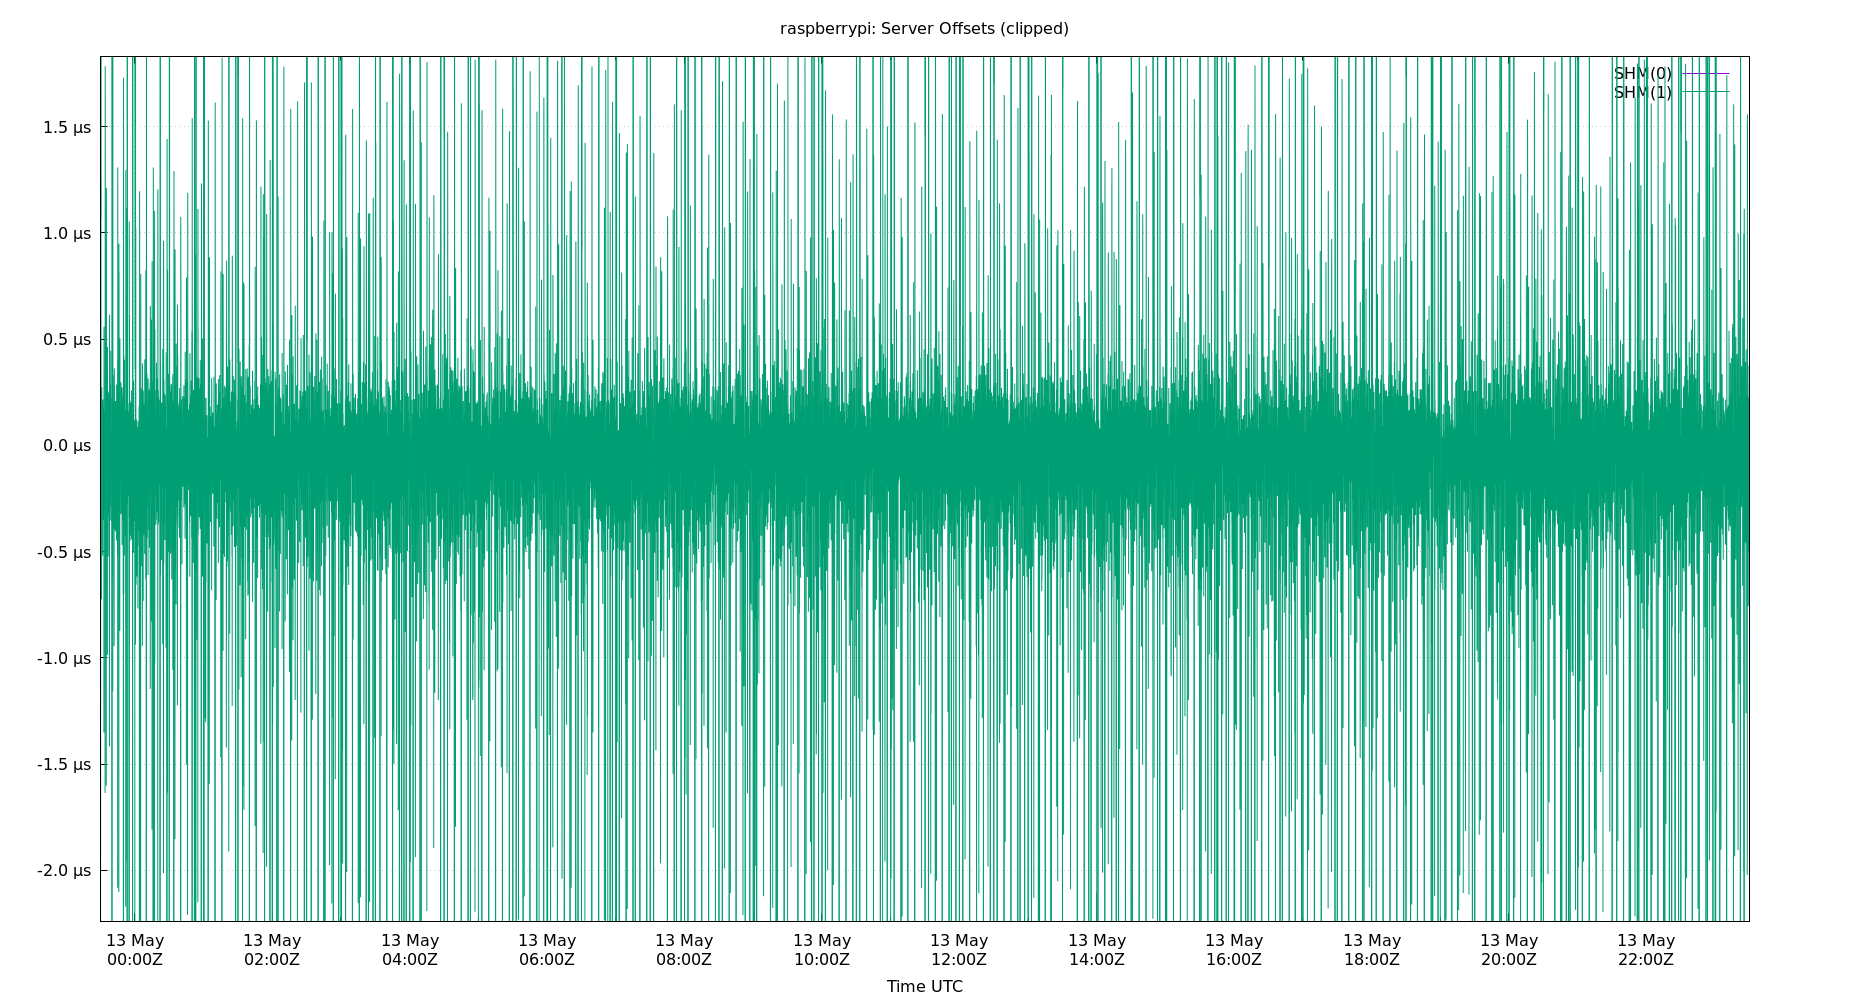 raspberrypi: Server Offsets (clipped)
SHM(0)
SHM(1)
1.5 µs
1.0 µs
0.5 µs
0.0 µs
-0.5 µs
-1.0 µs
-1.5 µs
-2.0 µs
13 May 13 May 13 May 13 May 13 May 13 May 13 May 13 May 13 May 13 May 13 May 13 May
00:00Z 02:00Z 04:00Z 06:00Z 08:00Z 10:00Z 12:00Z 14:00Z 16:00Z 18:00Z 20:00Z 22:00Z
Time UTC